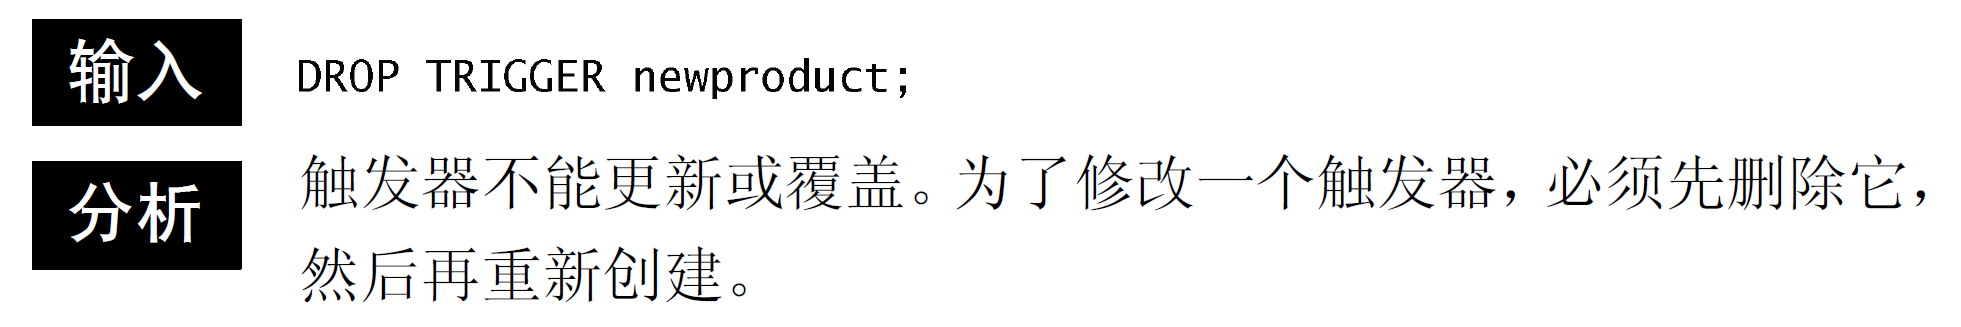 输入 DROP TRIGGER newproduct;
分析 触发器不能更新或覆盖。为了修改一个触发器，必须先删除它，
然后再重新创建。